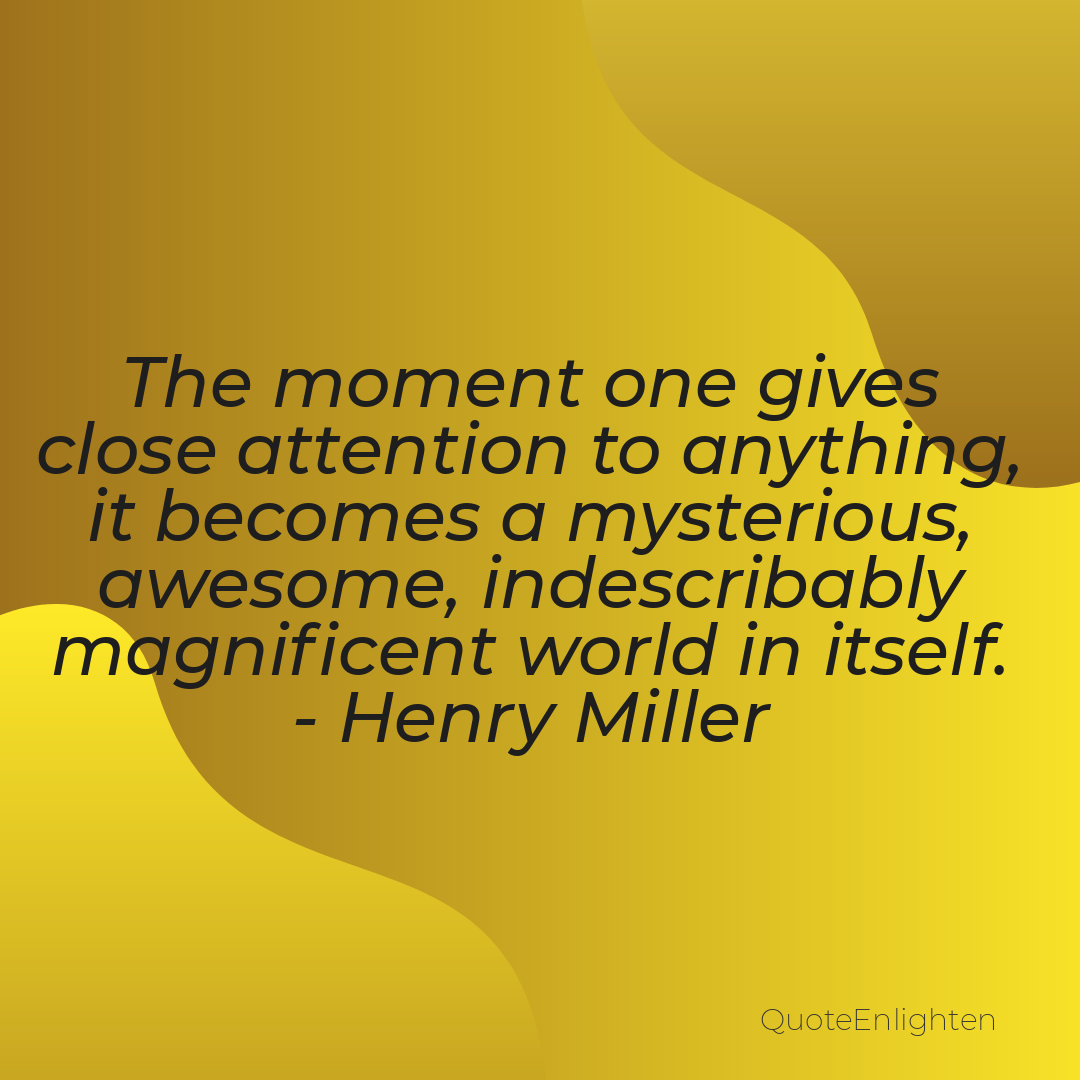 The moment one gives
close attention to anything,
it becomes a mysterious,
awesome, indescribably
magnificent world in itself.
- Henry Miller
QuoteEnlighten